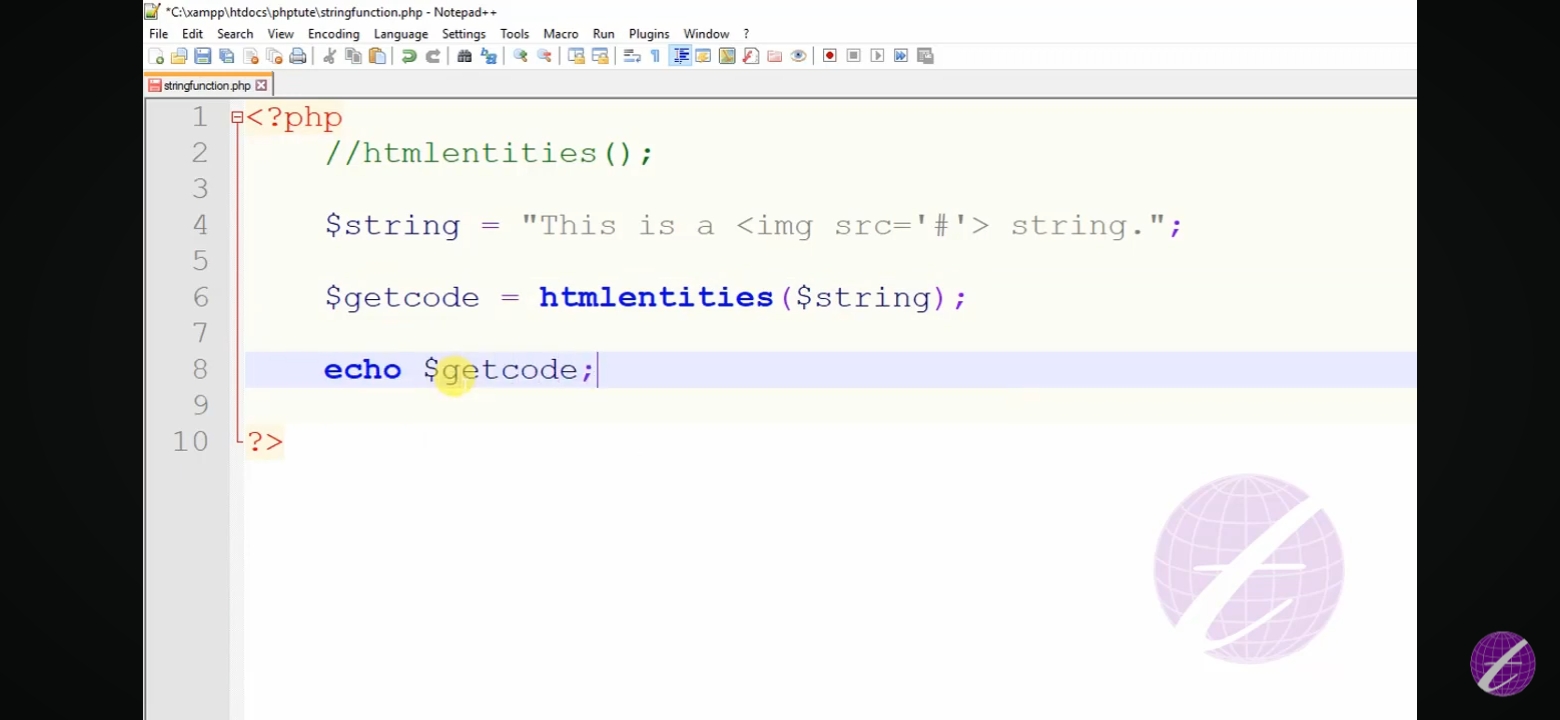 *C:\xampp\htdocs\phptute\stringfunction.php - Notepad++
File Edit Search View Encoding Language Settings Tools Macro Run Plugins Window ?
stringfunction.php
1 <?php
2 //htmlentities();
3
4 $string = "This is a <img src='#'> string.";
5
6 $getcode = htmlentities($string);
7
8 echo $getcode;
9
10 ?>